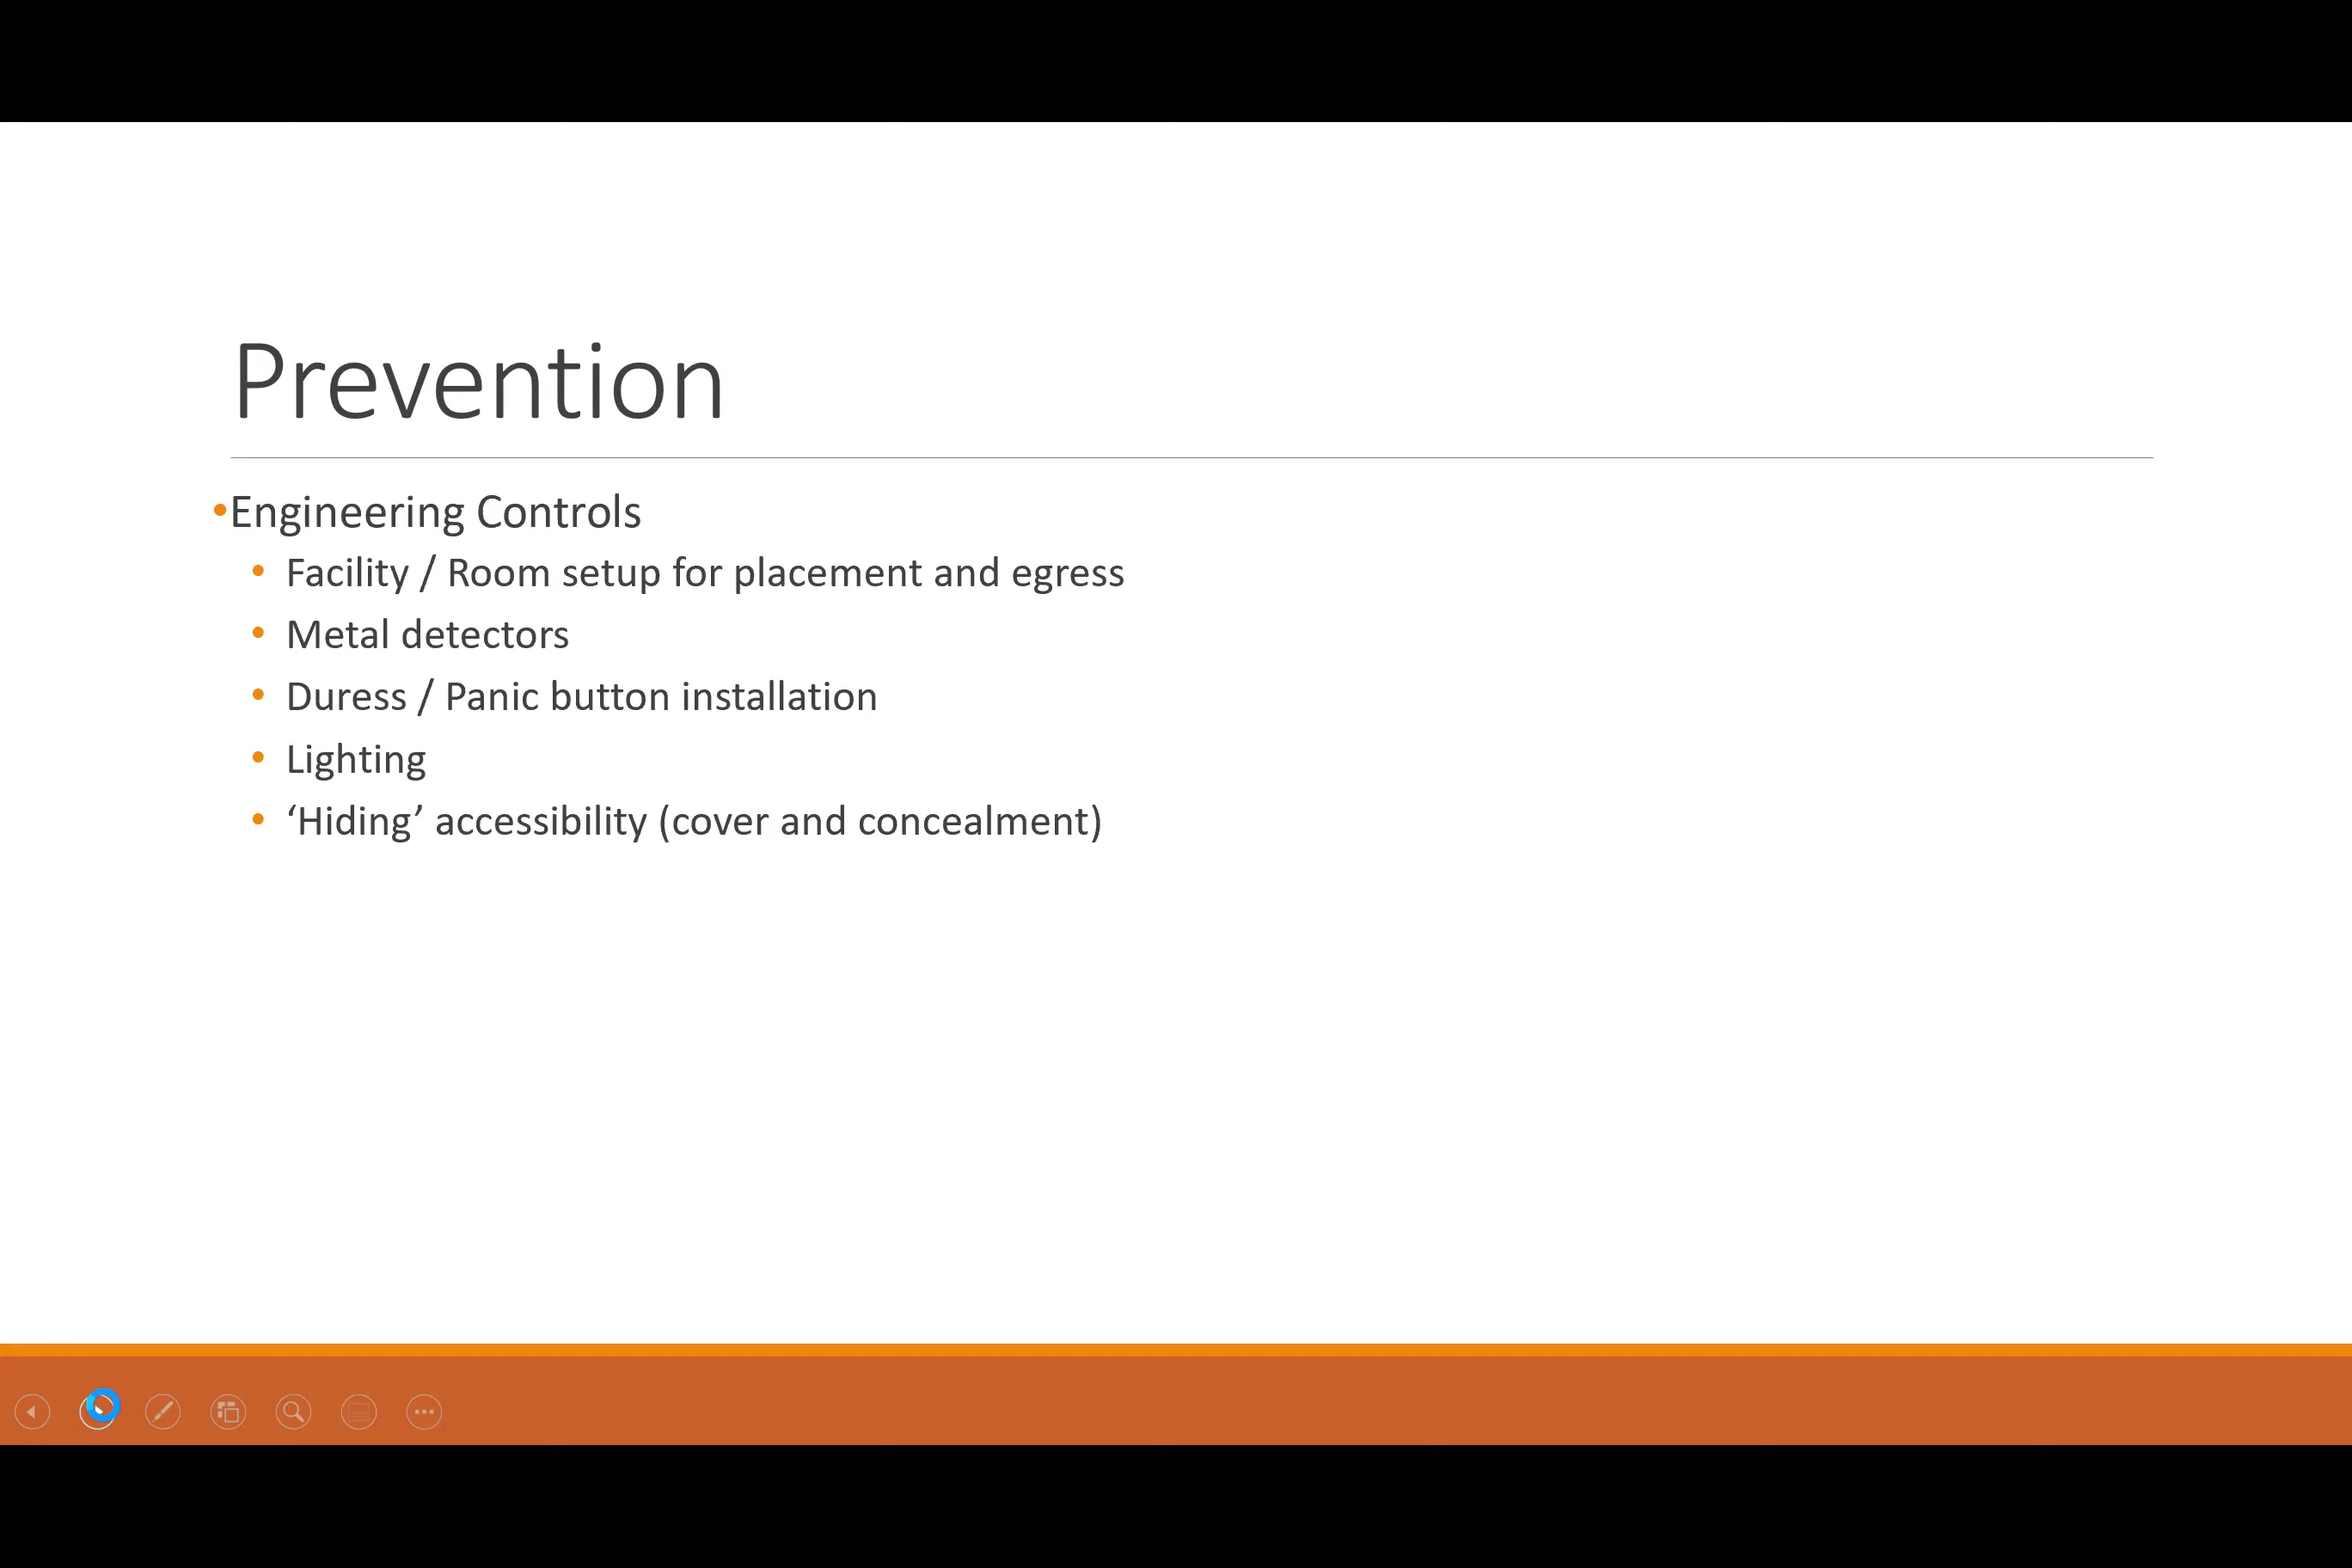 Prevention
•Engineering Controls
• Facility / Room setup for placement and egress
• Metal detectors
• Duress / Panic button installation
• Lighting
• ‘Hiding’ accessibility (cover and concealment)